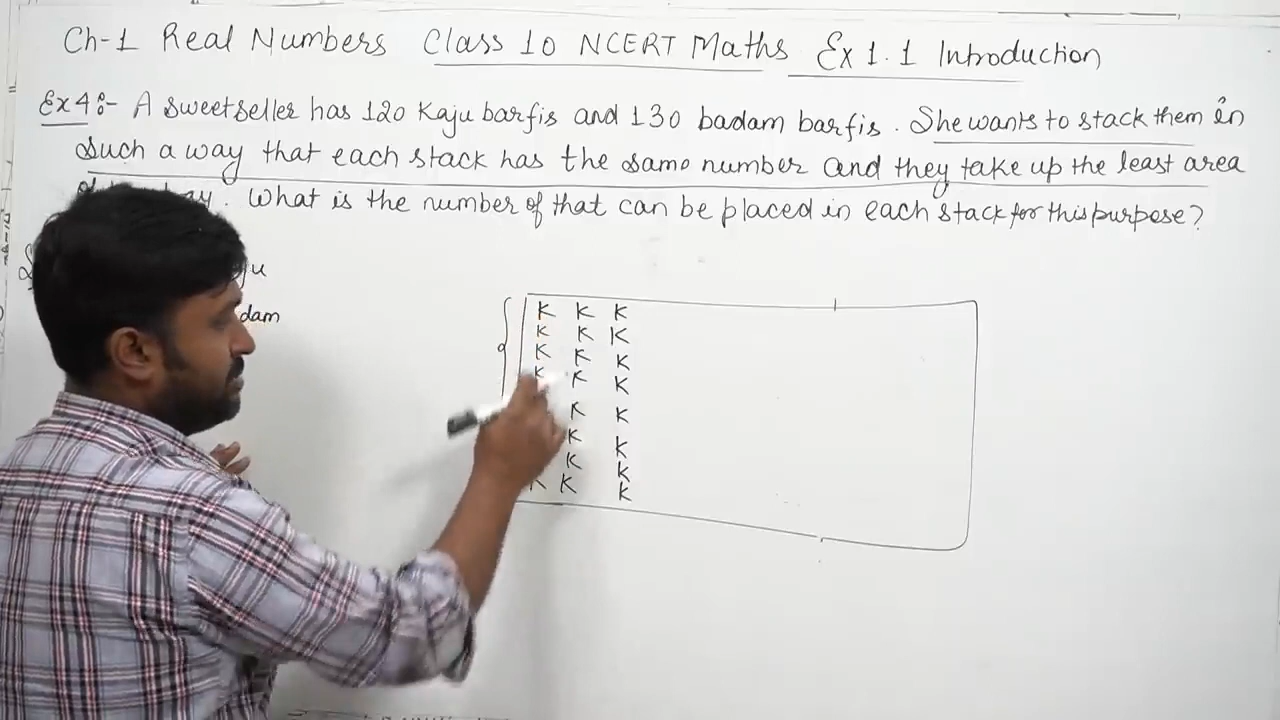 Ch-1 Real Numbers Class 10 NCERT Maths Ex 1.1 Introduction
Ex 4:- A sweetseller has 120 Kaju barfis and 130 badam barfis. She wants to stack them in
such a way that each stack has the same number and they take up the least area
What is the number of that can be placed in each stack for this purpose?
K K K
K K K
K K K
K K K
K K
K K
K K
K K K